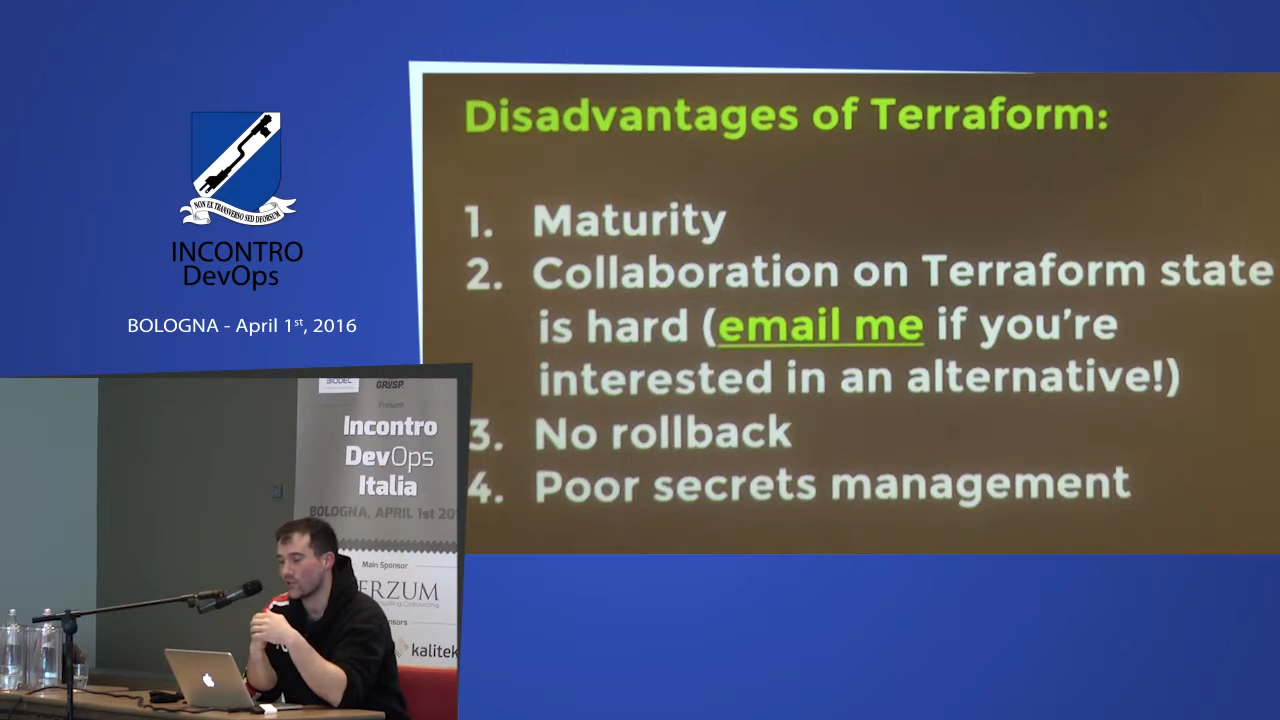 NON EX TRANSVERSO SED DEORSUM
INCONTRO
DevOps
BOLOGNA - April 1st, 2016
Disadvantages of Terraform:
1. Maturity
2. Collaboration on Terraform state
is hard (email me if you're
interested in an alternative!)
3. No rollback
4. Poor secrets management
BIODEC
GRUSP
Present
Incontro
DevOps
Italia
BOLOGNA, APRIL 1st 20
Main Sponsor
ERZUM
kalitek